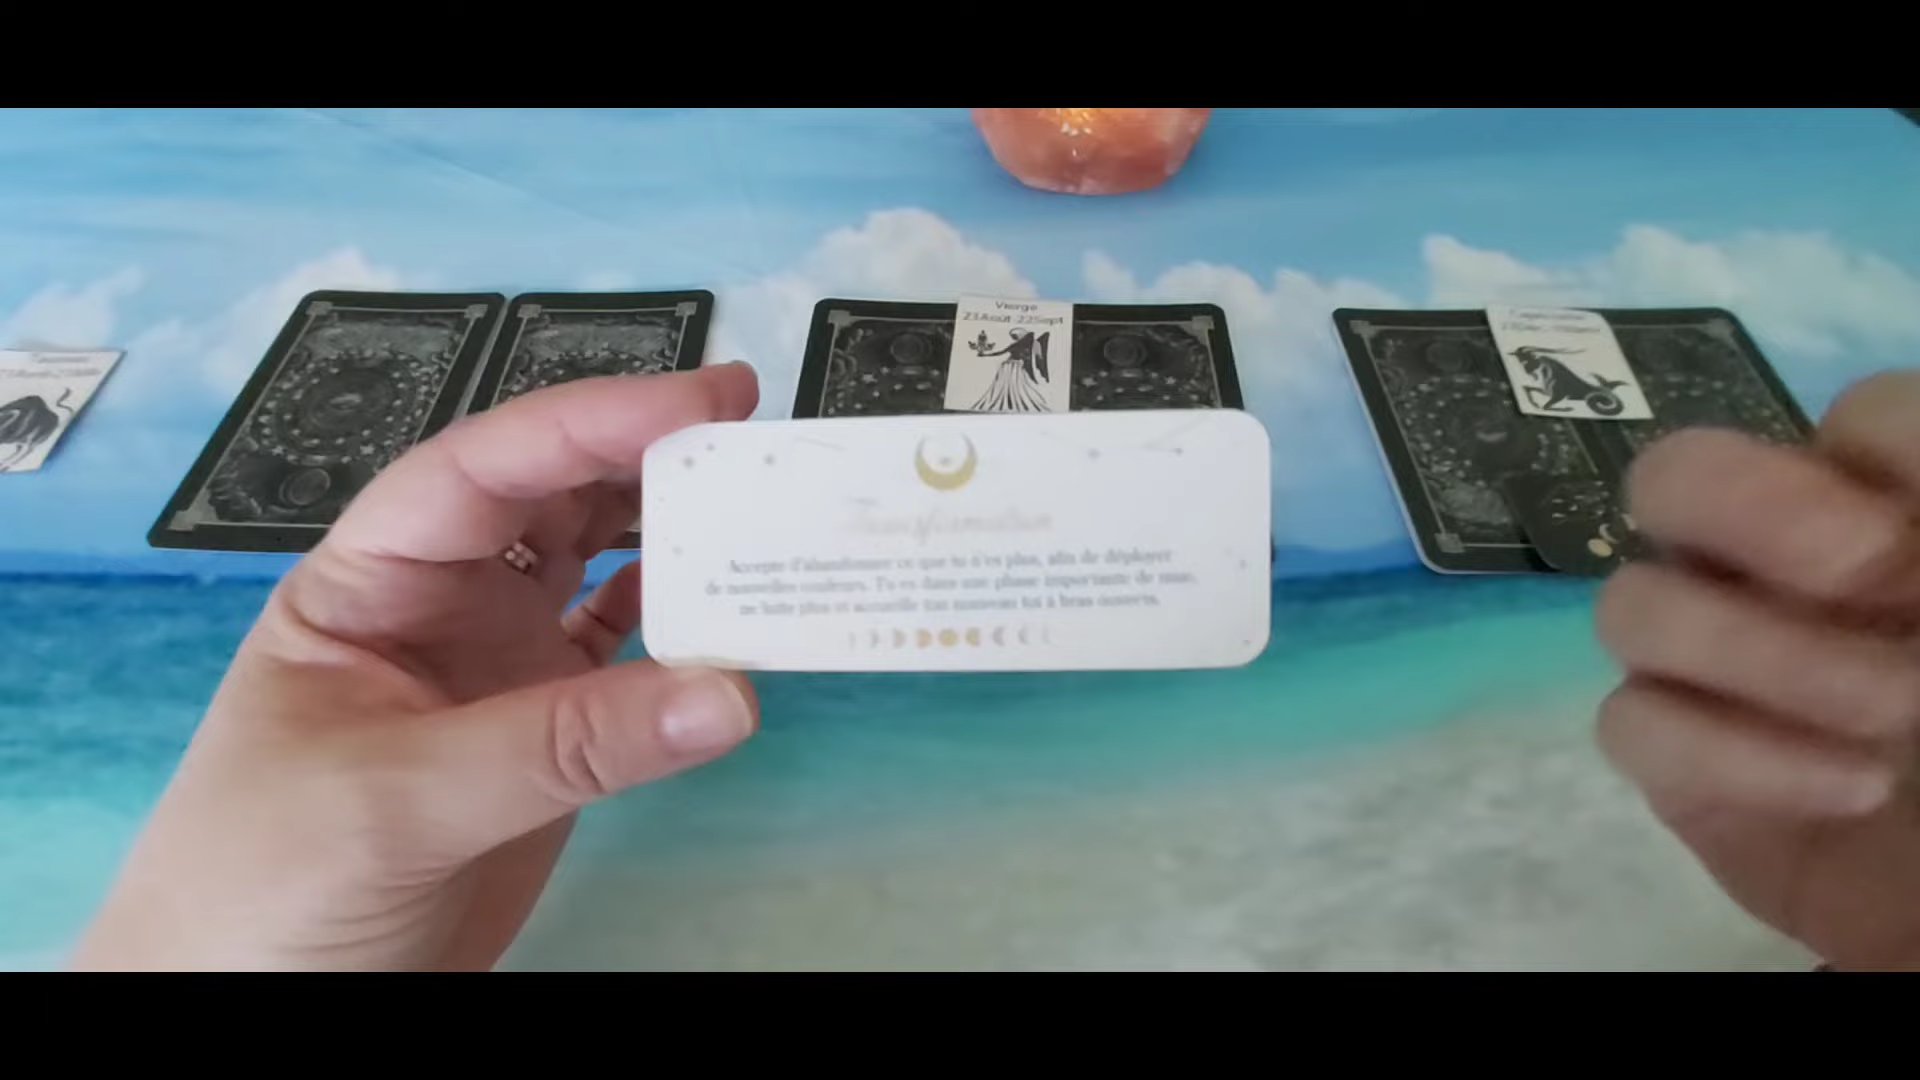 Vierge
23Août-22Sept
Transformation
Accepte d'abandonner ce que tu n'es plus, afin de déployer
de nouvelles couleurs. Tu es dans une phase importante de mue,
ne lutte plus et accueille ton nouveau toi à bras ouverts.